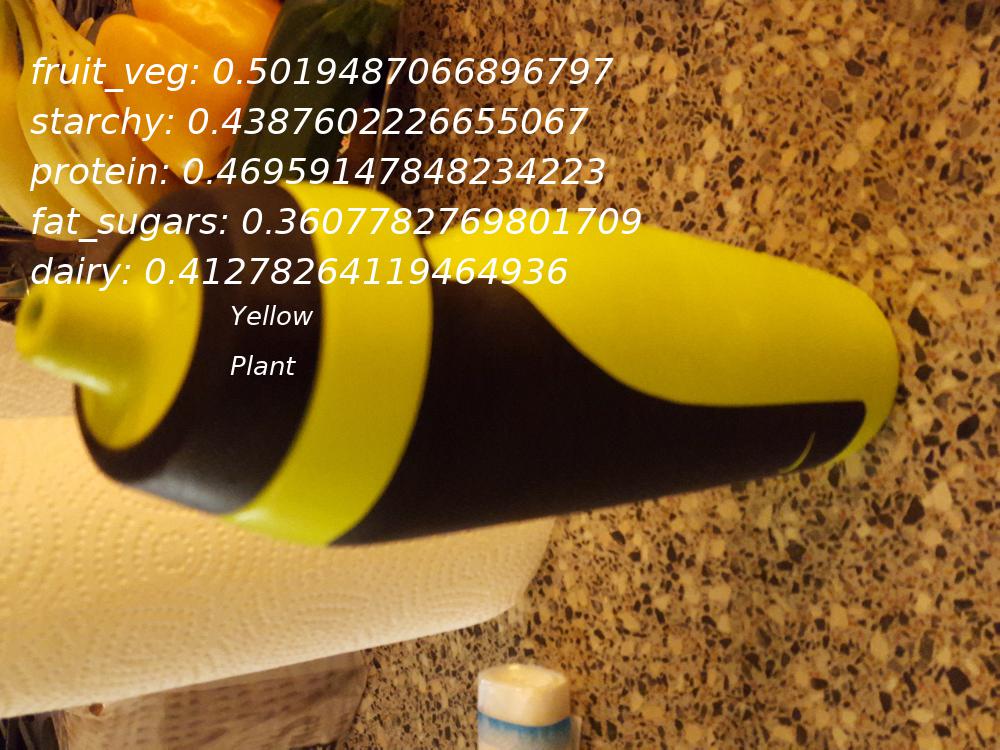 fruit_veg: 0.5019487066896797
starchy: 0.4387602226655067
protein: 0.46959147848234223
fat_sugars: 0.3607782769801709
dairy: 0.41278264119464936
Yellow
Plant